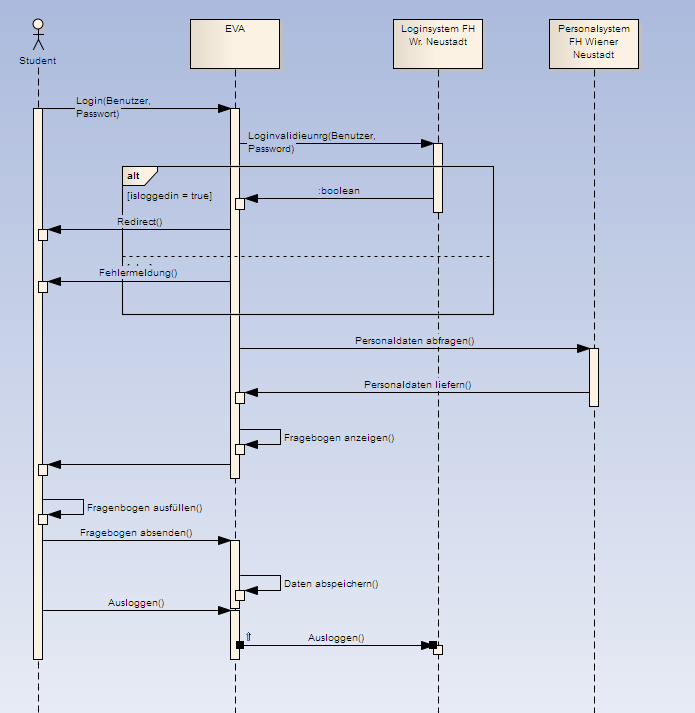 Student
EVA
Loginsystem FH
Wr. Neustadt
Personalsystem
FH Wiener
Neustadt
Login(Benutzer,
Passwort)
Loginvalidieunrg(Benutzer,
Password)
alt
[isloggedin = true]
:boolean
Redirect()
Fehlermeldung()
Personaldaten abfragen()
Personaldaten liefern()
Fragebogen anzeigen()
Fragenbogen ausfüllen()
Fragebogen absenden()
Daten abspeichern()
Ausloggen()
Ausloggen()